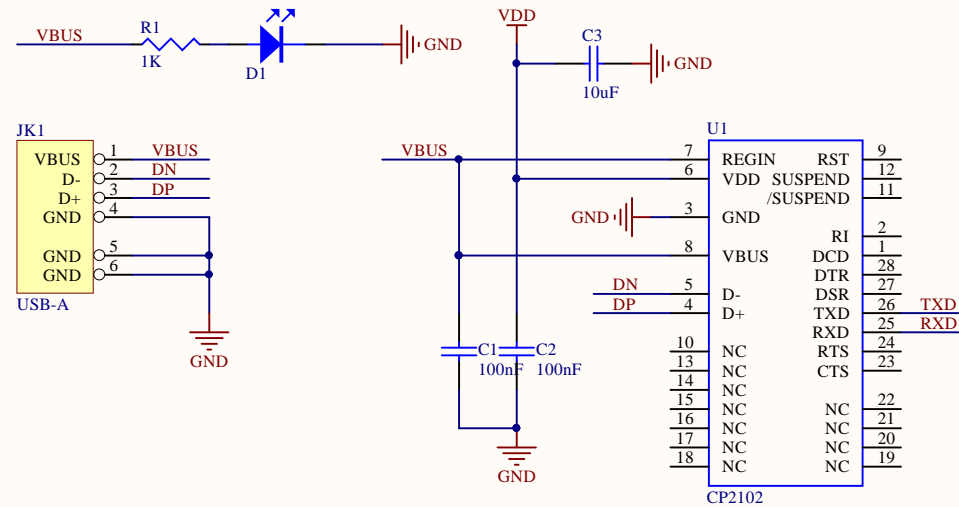 VBUS
R1
1K
D1
GND
VDD
C3
10uF
GND
JK1
VBUS 1 VBUS
D- 2 DN
D+ 3 DP
GND 4
GND 5
GND 6
USB-A
GND
VBUS
GND
DN
DP
C1
100nF
C2
100nF
GND
U1
7 REGIN RST 9
6 VDD SUSPEND 12
/SUSPEND 11
3 GND
RI 2
8 VBUS DCD 1
DTR 28
5 D- DSR 27
4 D+ TXD 26 TXD
RXD 25 RXD
10 NC RTS 24
13 NC CTS 23
14 NC
15 NC NC 22
16 NC NC 21
17 NC NC 20
18 NC NC 19
CP2102